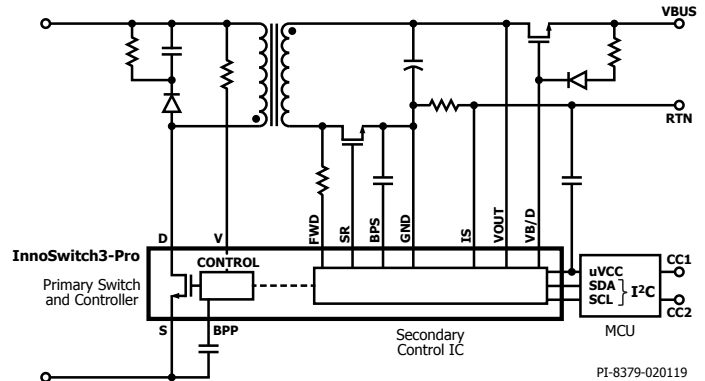 VBUS
RTN
FWD
SR
BPS
GND
IS
VOUT
VB/D
D
V
InnoSwitch3-Pro
CONTROL
Primary Switch
and Controller
uVCC
SDA
SCL
I²C
CC1
CC2
S
BPP
Secondary
Control IC
MCU
PI-8379-020119